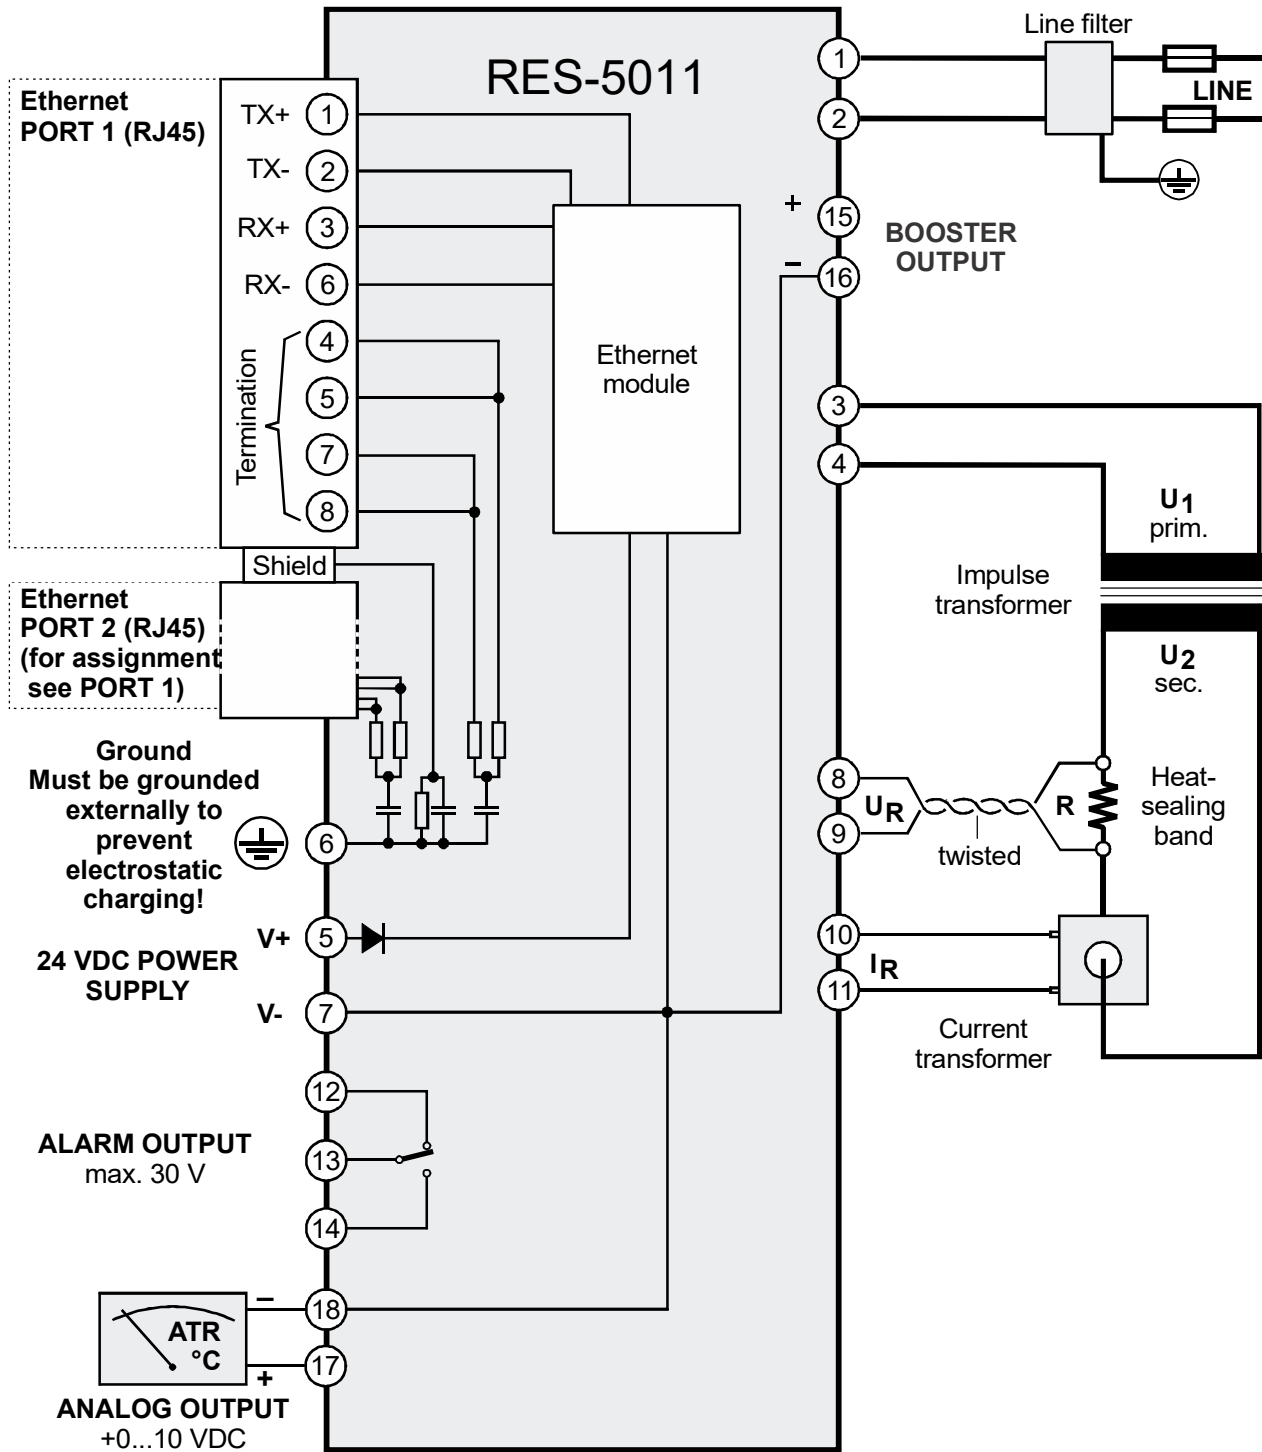 RES-5011
Ethernet
PORT 1 (RJ45)
TX+ 1
TX- 2
RX+ 3
RX- 6
Termination
4
5
7
8
Shield
Ethernet
PORT 2 (RJ45)
(for assignment
see PORT 1)
Ground
Must be grounded
externally to
prevent
electrostatic
charging!
6
24 VDC POWER
SUPPLY
V+ 5
V- 7
ALARM OUTPUT
max. 30 V
12
13
14
ATR
°C
– 18
+ 17
ANALOG OUTPUT
+0...10 VDC
Ethernet
module
1
2
Line filter
LINE
+ 15
– 16
BOOSTER
OUTPUT
3
4
U1
prim.
Impulse
transformer
U2
sec.
8
9
UR
twisted
R
Heat-
sealing
band
10
11
IR
Current
transformer